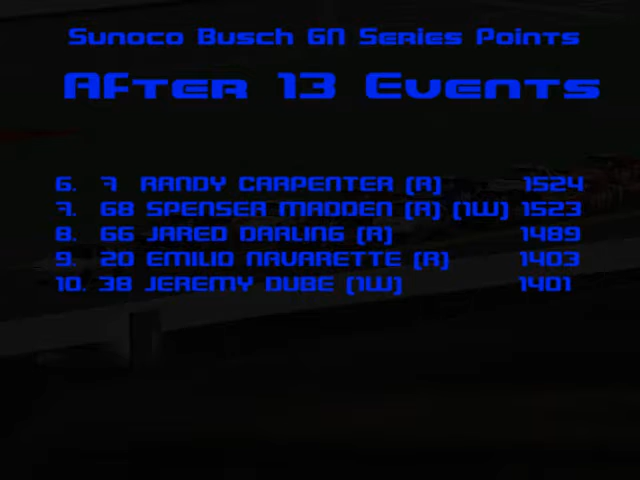 Sunoco Busch GN Series Points
After 13 Events
6. 7 RANDY CARPENTER (R) 1524
7. 68 SPENSER MADDEN (R) (1W) 1523
8. 66 JARED DARLING (R) 1489
9. 20 EMILIO NAVARETTE (R) 1403
10. 38 JEREMY DUBE (1W) 1401